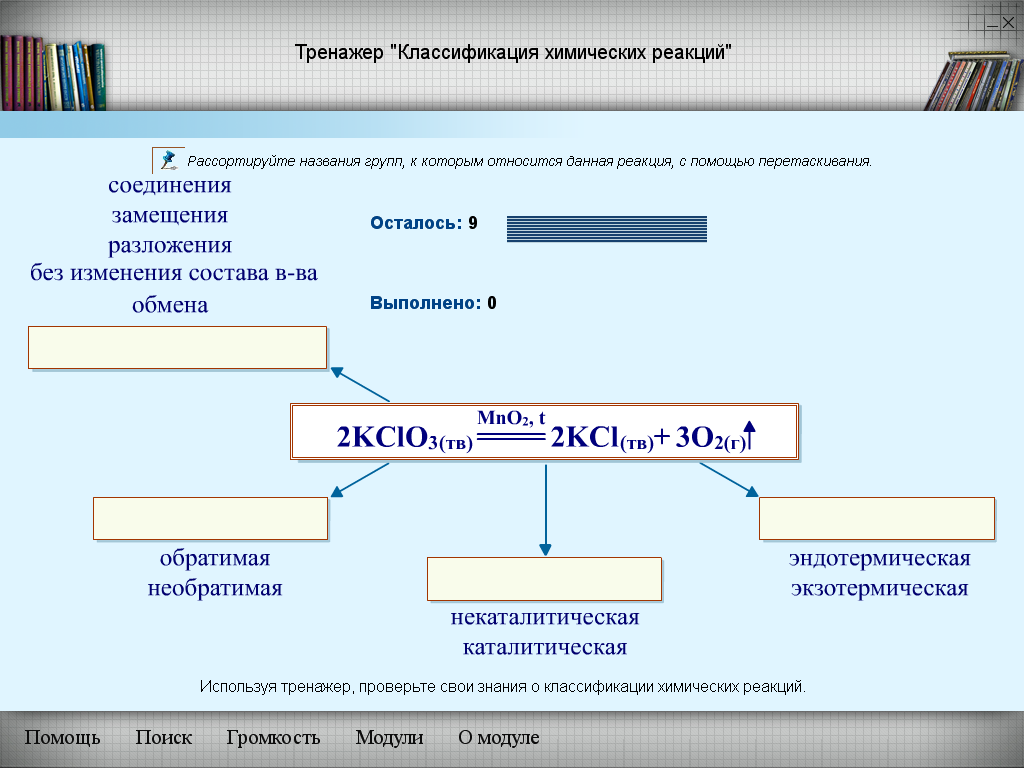 Тренажер "Классификация химических реакций"
Рассортируйте названия групп, к которым относится данная реакция, с помощью перетаскивания.
соединения
замещения
разложения
без изменения состава в-ва
обмена
Осталось: 9
Выполнено: 0
MnO₂, t
2KClO₃(тв) ═ 2KCl(тв) + 3O₂(г)↑
обратимая
необратимая
некаталитическая
каталитическая
эндотермическая
экзотермическая
Используя тренажер, проверьте свои знания о классификации химических реакций.
Помощь Поиск Громкость Модули О модуле